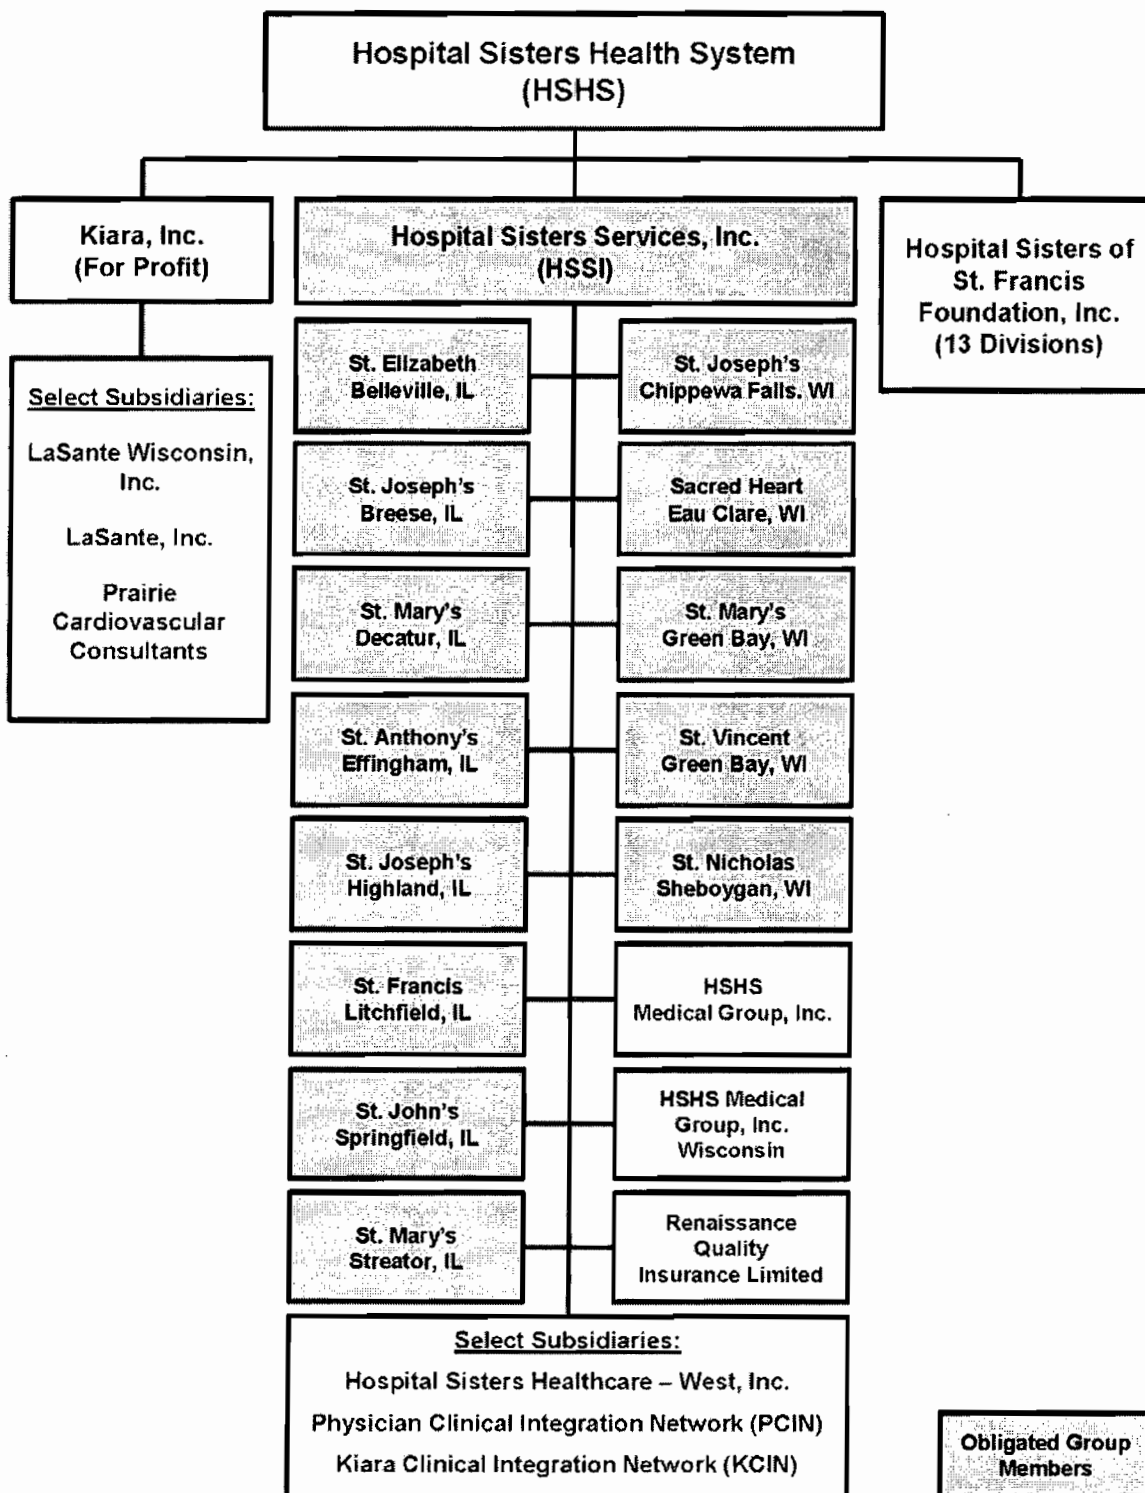 Hospital Sisters Health System
(HSHS)
Kiara, Inc.
(For Profit)
Hospital Sisters Services, Inc.
(HSSI)
Hospital Sisters of
St. Francis
Foundation, Inc.
(13 Divisions)
Select Subsidiaries:
LaSante Wisconsin,
Inc.
LaSante, Inc.
Prairie
Cardiovascular
Consultants
St. Elizabeth
Belleville, IL
St. Joseph's
Chippewa Falls, WI
St. Joseph's
Breese, IL
Sacred Heart
Eau Clare, WI
St. Mary's
Decatur, IL
St. Mary's
Green Bay, WI
St. Anthony's
Effingham, IL
St. Vincent
Green Bay, WI
St. Joseph's
Highland, IL
St. Nicholas
Sheboygan, WI
St. Francis
Litchfield, IL
HSHS
Medical Group, Inc.
St. John's
Springfield, IL
HSHS Medical
Group, Inc.
Wisconsin
St. Mary's
Streator, IL
Renaissance
Quality
Insurance Limited
Select Subsidiaries:
Hospital Sisters Healthcare – West, Inc.
Physician Clinical Integration Network (PCIN)
Kiara Clinical Integration Network (KCIN)
Obligated Group
Members